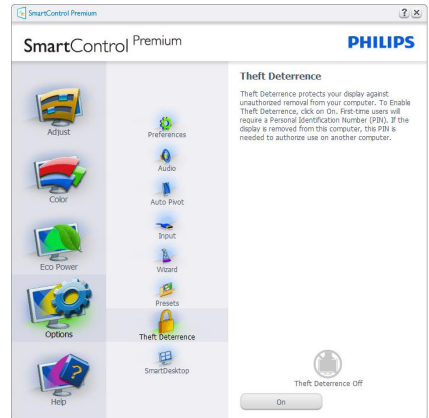 SmartControl Premium
? x
SmartControl Premium
PHILIPS
Adjust
Color
Eco Power
Options
Help
Preferences
Audio
Auto Pivot
Input
Wizard
Presets
Theft Deterrence
SmartDesktop
Theft Deterrence
Theft Deterrence protects your display against
unauthorized removal from your computer. To Enable
Theft Deterrence, click on On. First-time users will
require a Personal Identification Number (PIN). If the
display is removed from this computer, this PIN is
needed to authorize use on another computer.
Theft Deterrence Off
On